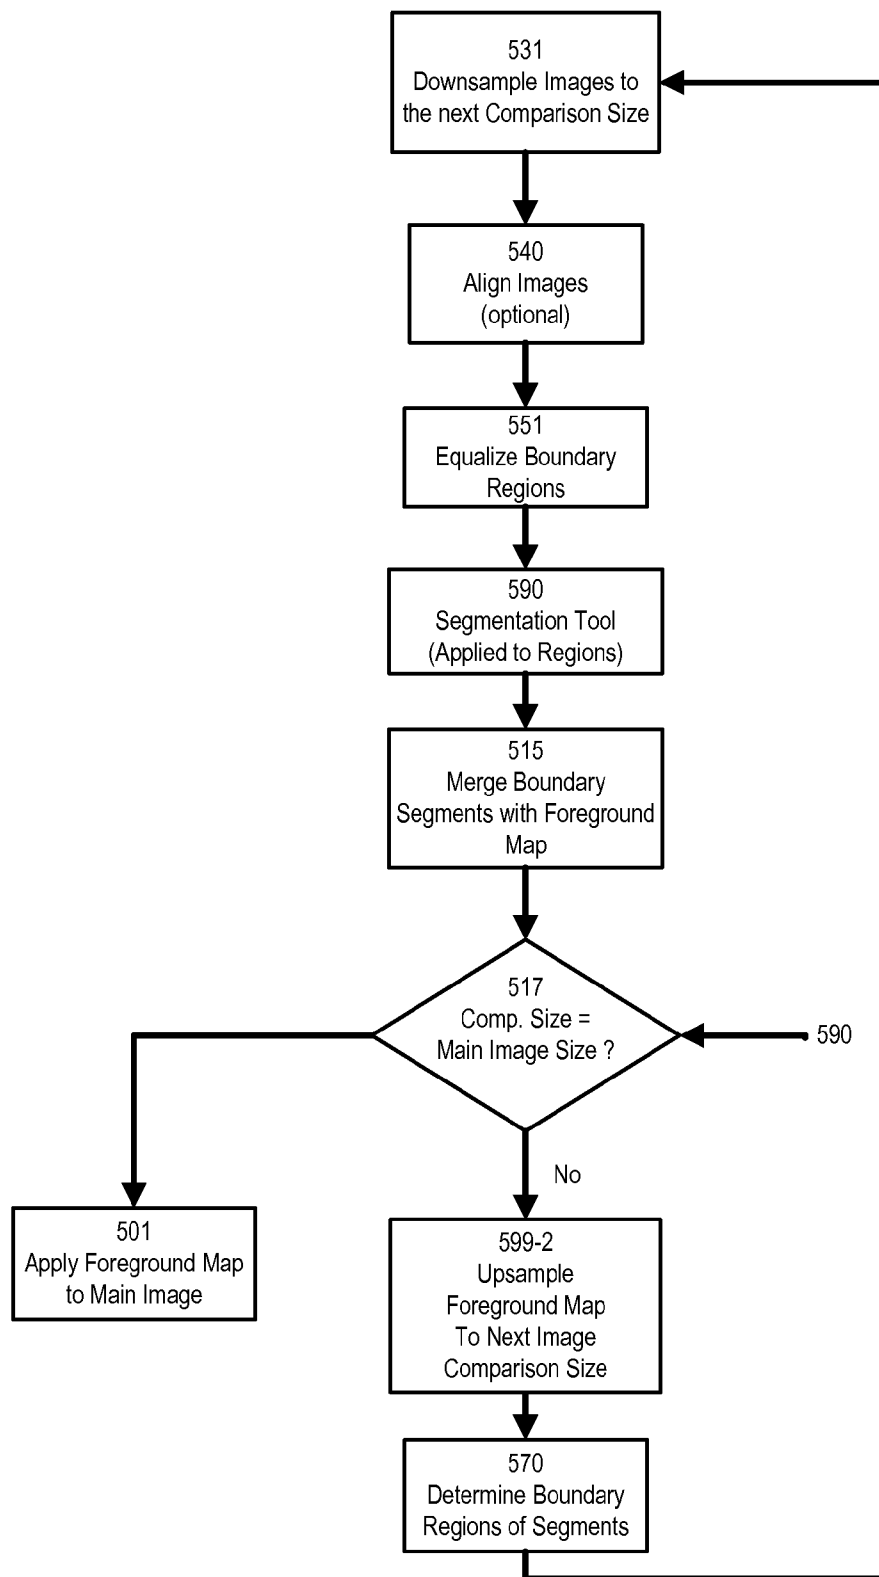 531
Downsample Images to
the next Comparison Size
540
Align Images
(optional)
551
Equalize Boundary
Regions
590
Segmentation Tool
(Applied to Regions)
515
Merge Boundary
Segments with Foreground
Map
517
Comp. Size =
Main Image Size ?
590
No
501
Apply Foreground Map
to Main Image
599-2
Upsample
Foreground Map
To Next Image
Comparison Size
570
Determine Boundary
Regions of Segments